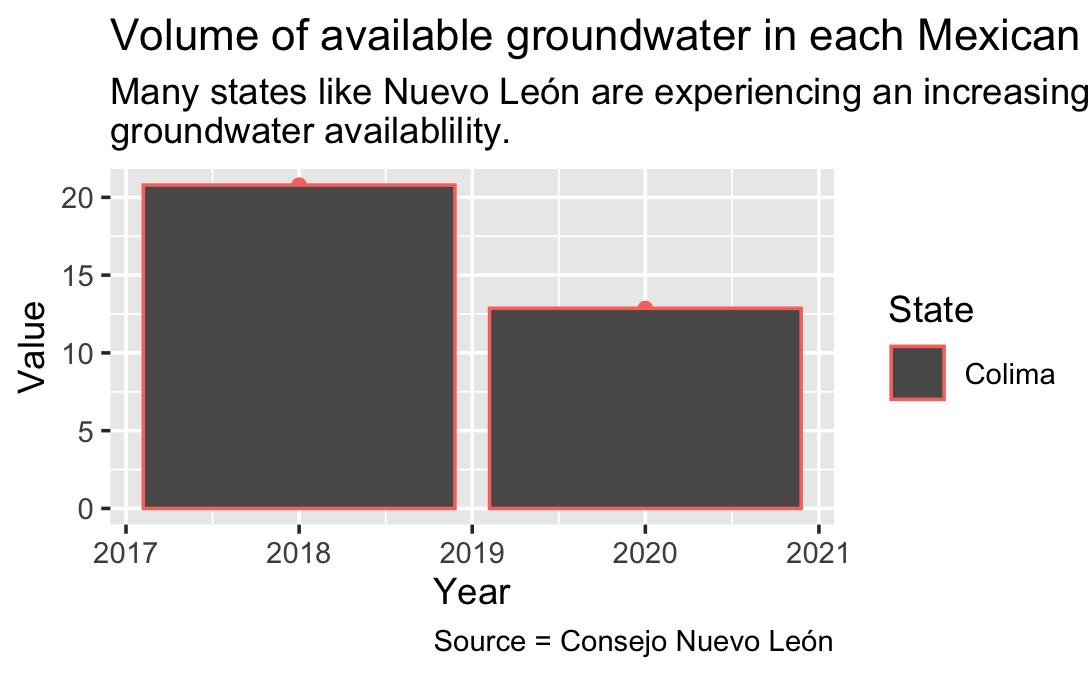 Volume of available groundwater in each Mexican
Many states like Nuevo León are experiencing an increasing
groundwater availablility.
20
15
10
5
0
Value
2017 2018 2019 2020 2021
Year
State
Colima
Source = Consejo Nuevo León